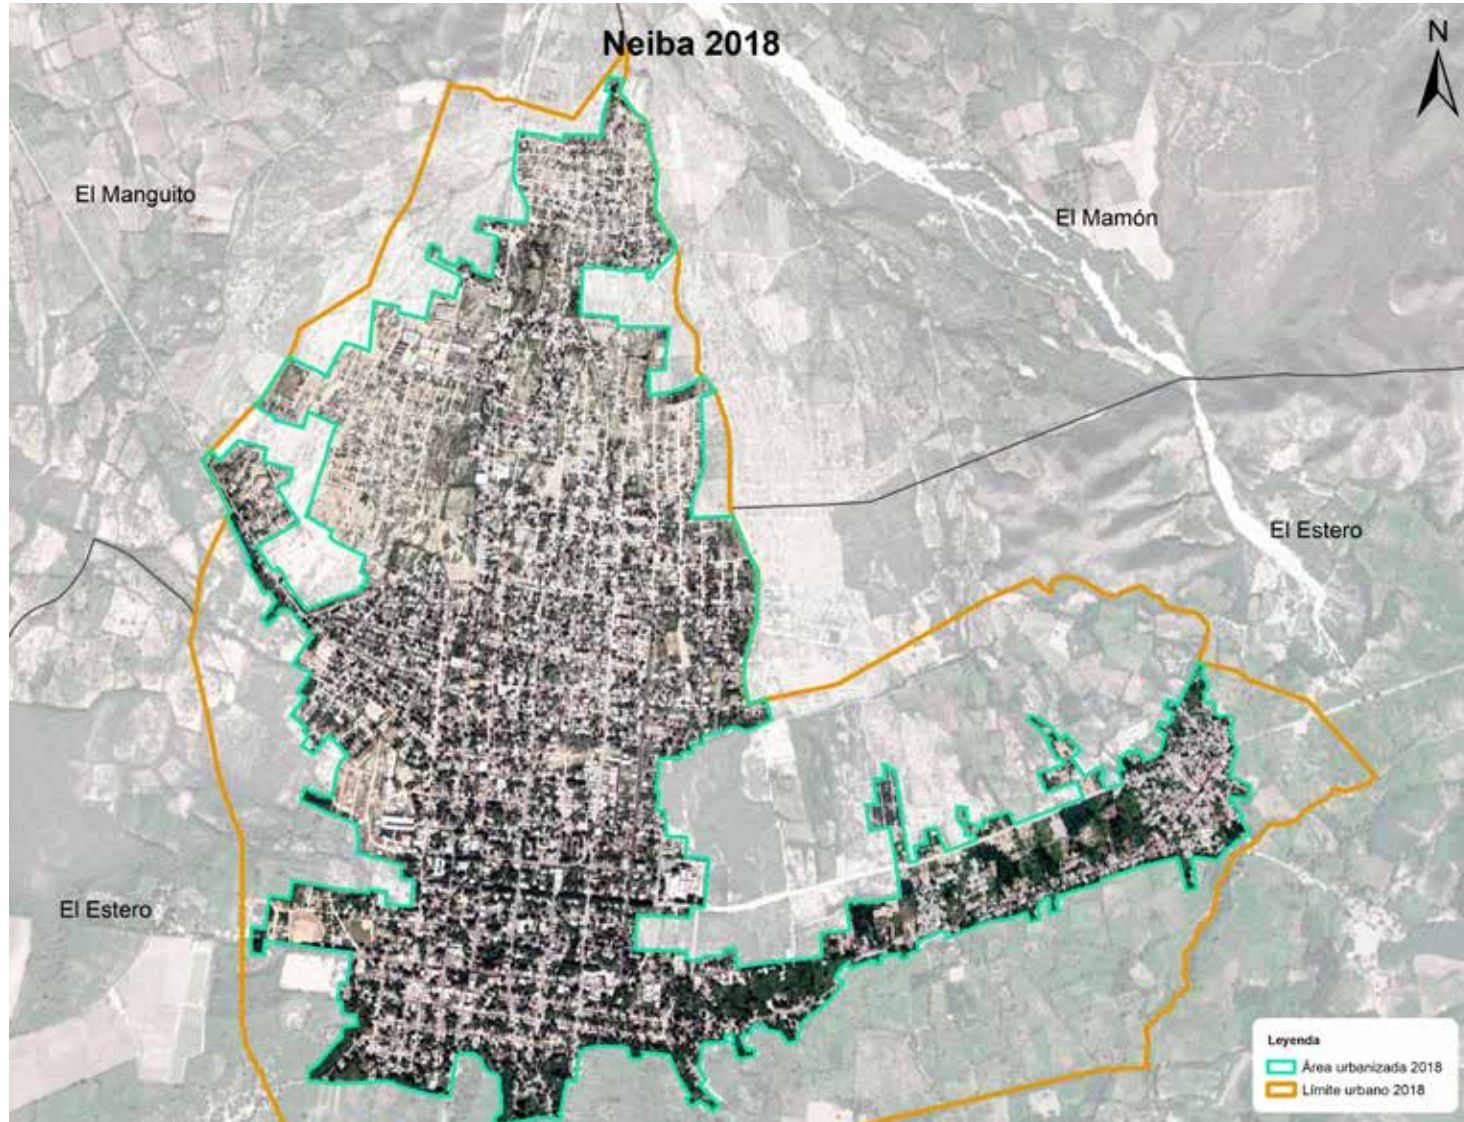 Neiba 2018
N
El Manguito
El Mamón
El Estero
El Estero
Leyenda
Área urbanizada 2018
Límite urbano 2018